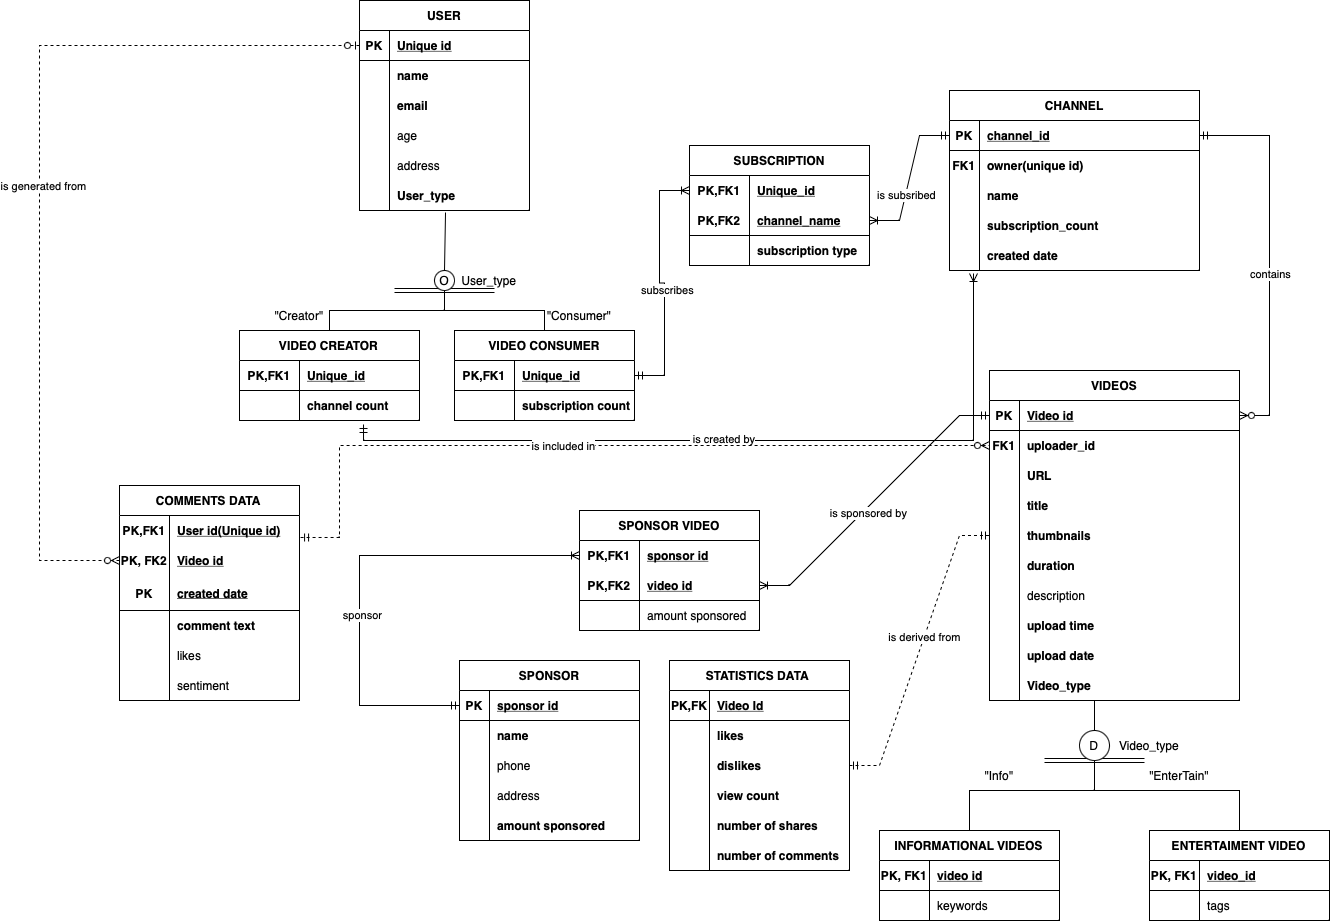 USER
PK Unique id
name
email
age
address
User_type
is generated from
O User_type
"Creator" "Consumer"
VIDEO CREATOR
PK,FK1 Unique_id
channel count
VIDEO CONSUMER
PK,FK1 Unique_id
subscription count
SUBSCRIPTION
PK,FK1 Unique_id
PK,FK2 channel_name
subscription type
subscribes
is subsribed
CHANNEL
PK channel_id
FK1 owner(unique id)
name
subscription_count
created date
contains
VIDEOS
PK Video id
FK1 uploader_id
URL
title
thumbnails
duration
description
upload time
upload date
Video_type
is included in
is created by
COMMENTS DATA
PK,FK1 User id(Unique id)
PK, FK2 Video id
PK created date
comment text
likes
sentiment
SPONSOR VIDEO
PK,FK1 sponsor id
PK,FK2 video id
amount sponsored
is sponsored by
sponsor
is derived from
SPONSOR
PK sponsor id
name
phone
address
amount sponsored
STATISTICS DATA
PK,FK Video Id
likes
dislikes
view count
number of shares
number of comments
D Video_type
"Info" "EnterTain"
INFORMATIONAL VIDEOS
PK, FK1 video id
keywords
ENTERTAIMENT VIDEO
PK, FK1 video_id
tags